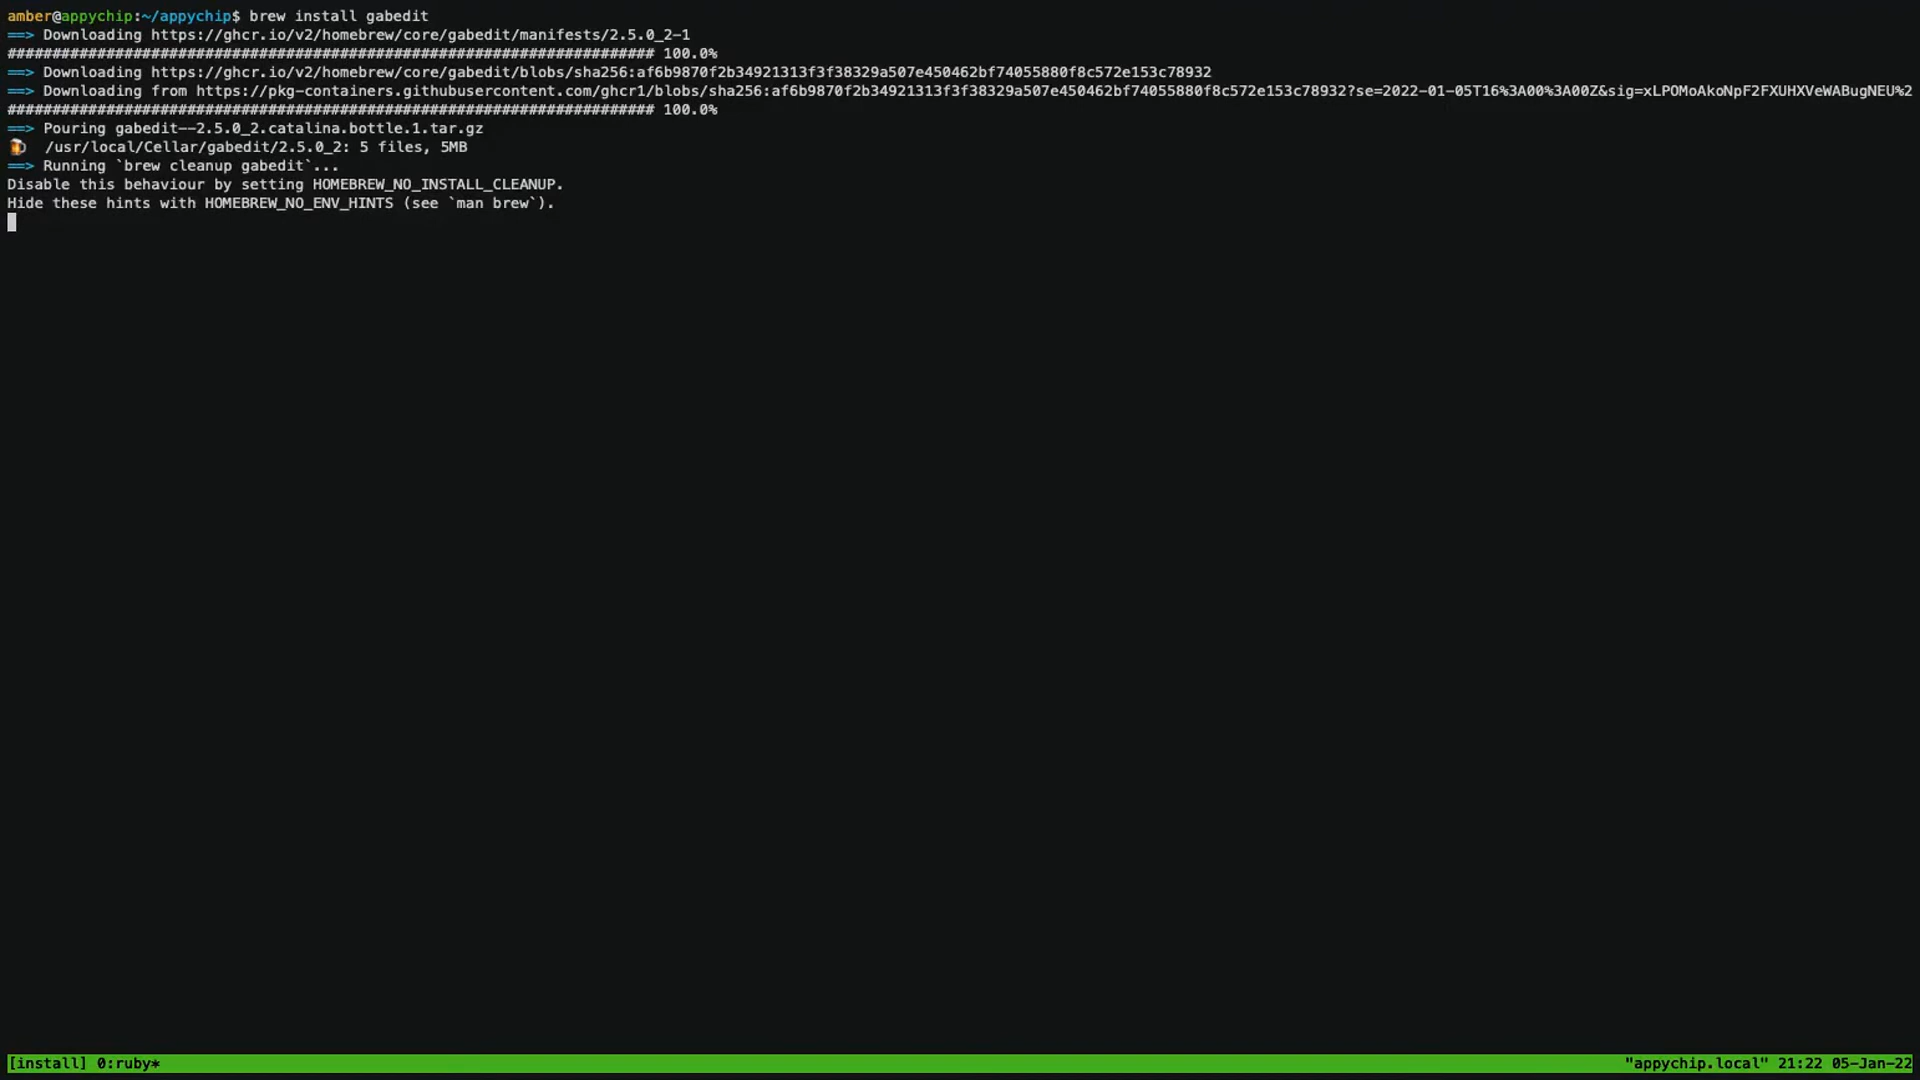 amber@appychip:~/appychip$ brew install gabedit
==> Downloading https://ghcr.io/v2/homebrew/core/gabedit/manifests/2.5.0_2-1
######################################################################## 100.0%
==> Downloading https://ghcr.io/v2/homebrew/core/gabedit/blobs/sha256:af6b9870f2b34921313f3f38329a507e450462bf74055880f8c572e153c78932
==> Downloading from https://pkg-containers.githubusercontent.com/ghcr1/blobs/sha256:af6b9870f2b34921313f3f38329a507e450462bf74055880f8c572e153c78932?se=2022-01-05T16%3A00%3A00Z&sig=xLPOMoAkoNpF2FXUHXVeWABugNEU%2
######################################################################## 100.0%
==> Pouring gabedit--2.5.0_2.catalina.bottle.1.tar.gz
🍺 /usr/local/Cellar/gabedit/2.5.0_2: 5 files, 5MB
==> Running `brew cleanup gabedit`...
Disable this behaviour by setting HOMEBREW_NO_INSTALL_CLEANUP.
Hide these hints with HOMEBREW_NO_ENV_HINTS (see `man brew`).
[install] 0:ruby* "appychip.local" 21:22 05-Jan-22